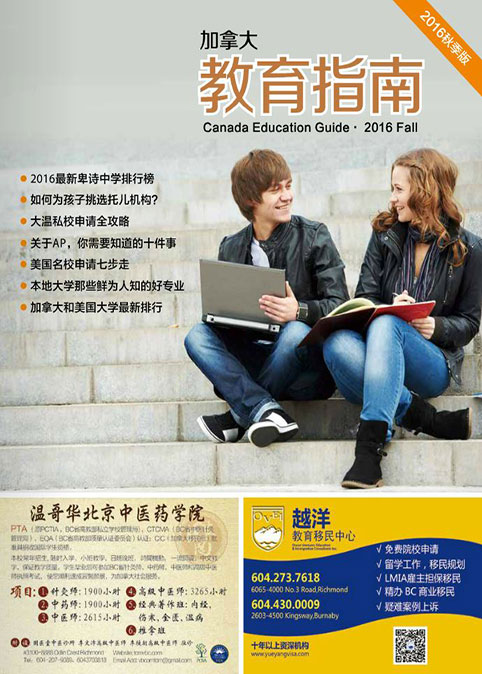 2016秋季版
加拿大
教育指南
Canada Education Guide · 2016 Fall
2016最新卑诗中学排行榜
如何为孩子挑选托儿机构?
大温私校申请全攻略
关于AP，你需要知道的十件事
美国名校申请七步走
本地大学那些鲜为人知的好专业
加拿大和美国大学最新排行
温哥华北京中医药学院
项目:
1 针灸师:1900小时
2 中药师:1900小时
3 中医师:2615小时
4 高级中医师:3265小时
5 经典著作班:内经,
伤寒,金匮,温病
6 推拿班
越洋
教育移民中心
604.273.7618
6065-4000 No.3 Road,Richmond
604.430.0009
2603-4500 Kingsway,Burnaby
十年以上资深机构
www.yueyangvisa.com
√ 免费院校申请
√ 留学工作，移民规划
√ LMIA雇主担保移民
√ 精办 BC 商业移民
√ 疑难案例上诉